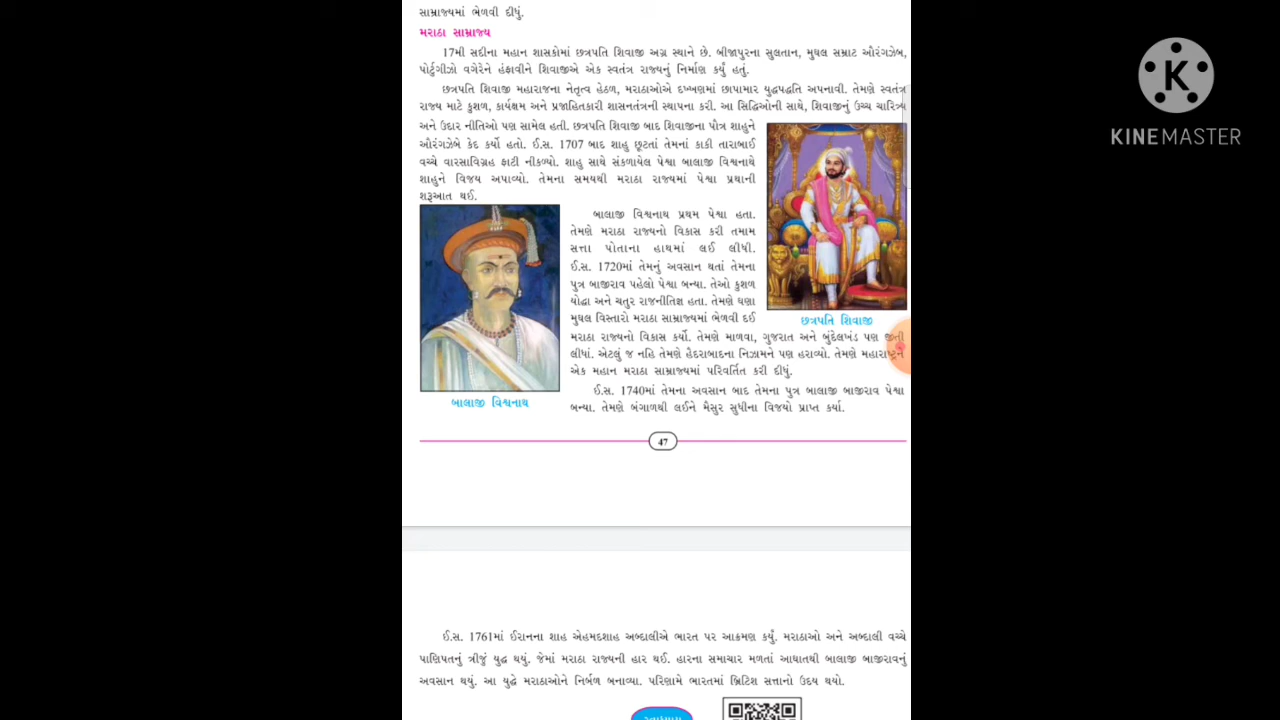 સામ્રાજ્યમાં ભેળવી દીધું.
મરાઠા સામ્રાજ્ય
17મી સદીના મહાન શાસકોમાં છત્રપતિ શિવાજી અગ્ર સ્થાને છે. બીજાપુરના સુલતાન, મુઘલ સમ્રાટ ઔરંગઝેબ,
પોર્ટુગીઝો વગેરેને હંફાવીને શિવાજીએ એક સ્વતંત્ર રાજ્યનું નિર્માણ કર્યું હતું.
છત્રપતિ શિવાજી મહારાજના નેતૃત્વ હેઠળ, મરાઠાઓએ દખ્ખણમાં છાપામાર યુદ્ધપદ્ધતિ અપનાવી. તેમણે સ્વતંત્ર
રાજ્ય માટે કુશળ, કાર્યક્ષમ અને પ્રજાહિતકારી શાસનતંત્રની સ્થાપના કરી. આ સિદ્ધિઓની સાથે, શિવાજીનું ઉચ્ચ ચારિત્ર્ય
અને ઉદાર નીતિઓ પણ સામેલ હતી. છત્રપતિ શિવાજી બાદ શિવાજીના પૌત્ર શાહુને
ઔરંગઝેબે કેદ કર્યો હતો. ઈ.સ. 1707 બાદ શાહુ છૂટતાં તેમનાં કાકી તારાબાઈ
વચ્ચે વારસાવિગ્રહ ફાટી નીકળ્યો. શાહુ સાથે સંકળાયેલ પેશ્વા બાલાજી વિશ્વનાથે
શાહુને વિજય અપાવ્યો. તેમના સમયથી મરાઠા રાજ્યમાં પેશ્વા પ્રથાની
શરૂઆત થઈ.
બાલાજી વિશ્વનાથ પ્રથમ પેશ્વા હતા.
તેમણે મરાઠા રાજ્યનો વિકાસ કરી તમામ
સત્તા પોતાના હાથમાં લઈ લીધી.
ઈ.સ. 1720માં તેમનું અવસાન થતાં તેમના
પુત્ર બાજીરાવ પહેલો પેશ્વા બન્યા. તેઓ કુશળ
યોદ્ધા અને ચતુર રાજનીતિજ્ઞ હતા. તેમણે ઘણા
મુઘલ વિસ્તારો મરાઠા સામ્રાજ્યમાં ભેળવી દઈ
છત્રપતિ શિવાજી
મરાઠા રાજ્યનો વિકાસ કર્યો. તેમણે માળવા, ગુજરાત અને બુંદેલખંડ પણ જીતી
લીધાં. એટલું જ નહિ તેમણે હૈદરાબાદના નિઝામને પણ હરાવ્યો. તેમણે મહારાષ્ટ્રને
એક મહાન મરાઠા સામ્રાજ્યમાં પરિવર્તિત કરી દીધું.
ઈ.સ. 1740માં તેમના અવસાન બાદ તેમના પુત્ર બાલાજી બાજીરાવ પેશ્વા
બન્યા. તેમણે બંગાળથી લઈને મૈસુર સુધીના વિજયો પ્રાપ્ત કર્યા.
બાલાજી વિશ્વનાથ
47
ઈ.સ. 1761માં ઈરાનના શાહ એહમદશાહ અબ્દાલીએ ભારત પર આક્રમણ કર્યું. મરાઠાઓ અને અબ્દાલી વચ્ચે
પાણિપતનું ત્રીજું યુદ્ધ થયું. જેમાં મરાઠા રાજ્યની હાર થઈ. હારના સમાચાર મળતાં આઘાતથી બાલાજી બાજીરાવનું
અવસાન થયું. આ યુદ્ધે મરાઠાઓને નિર્બળ બનાવ્યા. પરિણામે ભારતમાં બ્રિટિશ સત્તાનો ઉદય થયો.
K
KINEMASTER